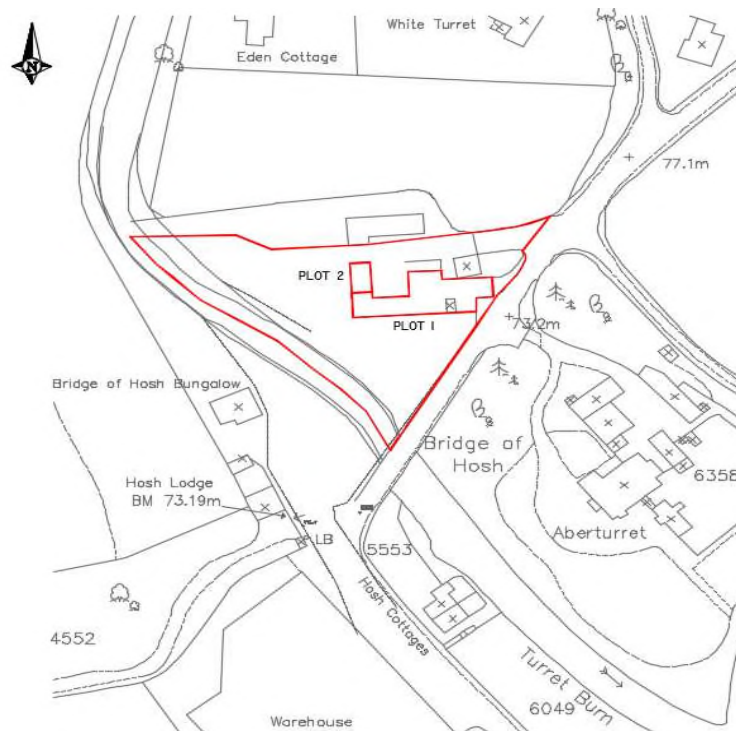 White Turret
Eden Cottage
N
77.1m
PLOT 2
PLOT 1
73.2m
Bridge of Hosh Bungalow
Bridge of
Hosh
Hosh Lodge
BM 73.19m
6358
LB
Aberturret
5553
Hosh Cottages
4552
Turret Burn
6049
Warehouse